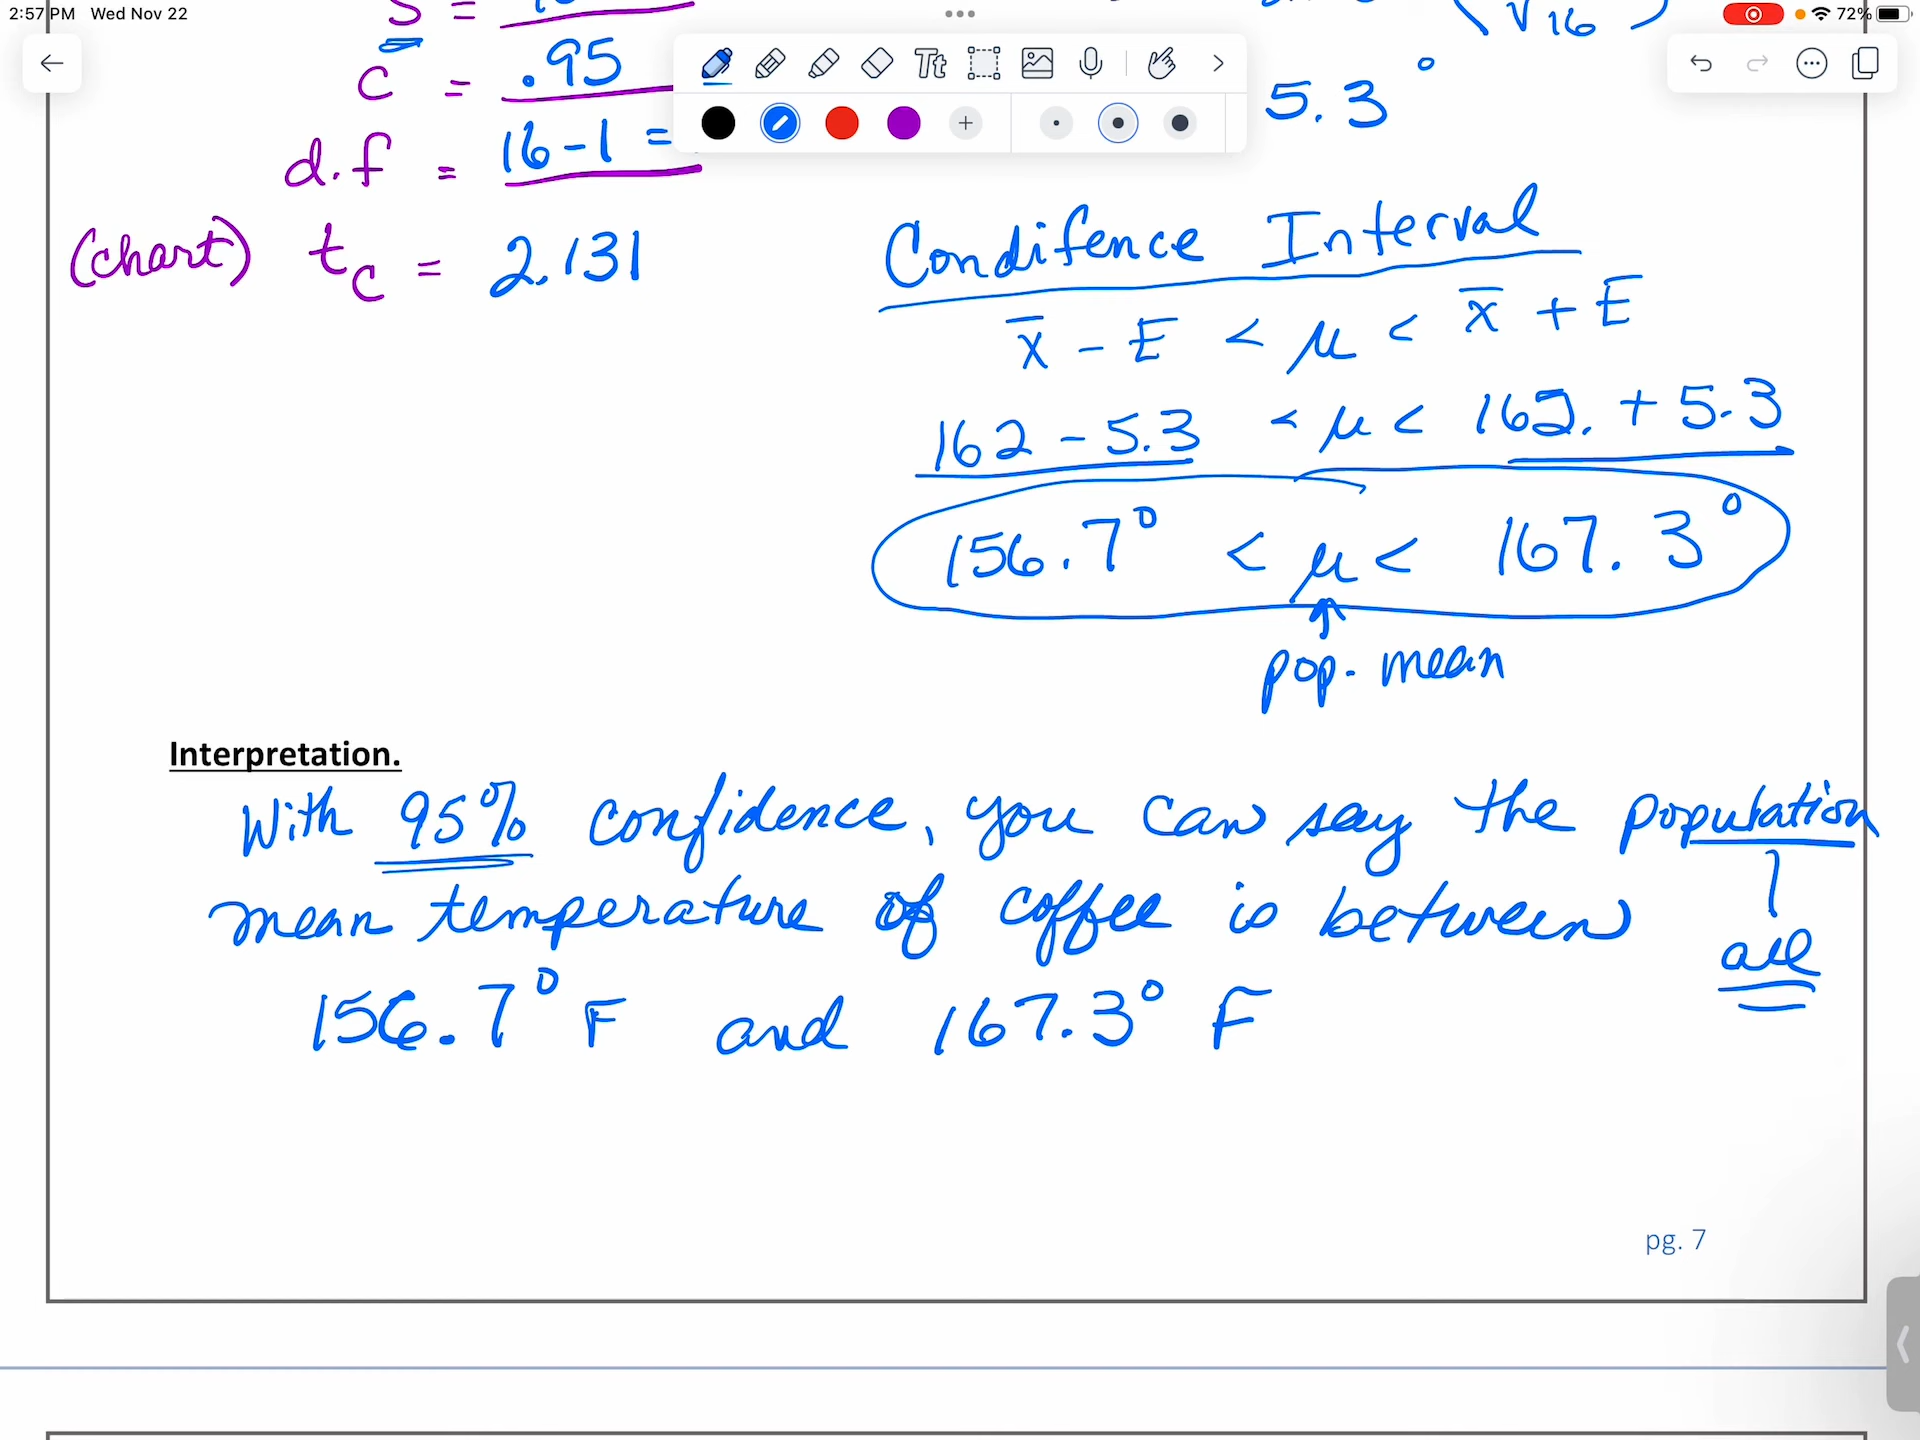 2:57 PM Wed Nov 22
72%
S =
√16
c = .95
Tt
5.3°
d.f = 16-1 =
(chart) tc = 2.131
Condifence Interval
x̄ - E < μ < x̄ + E
162 - 5.3 < μ < 162. + 5.3
156.7° < μ < 167.3°
pop. mean
Interpretation.
With 95% confidence, you can say the population
mean temperature of coffee is between
all
156.7° F and 167.3° F
pg. 7